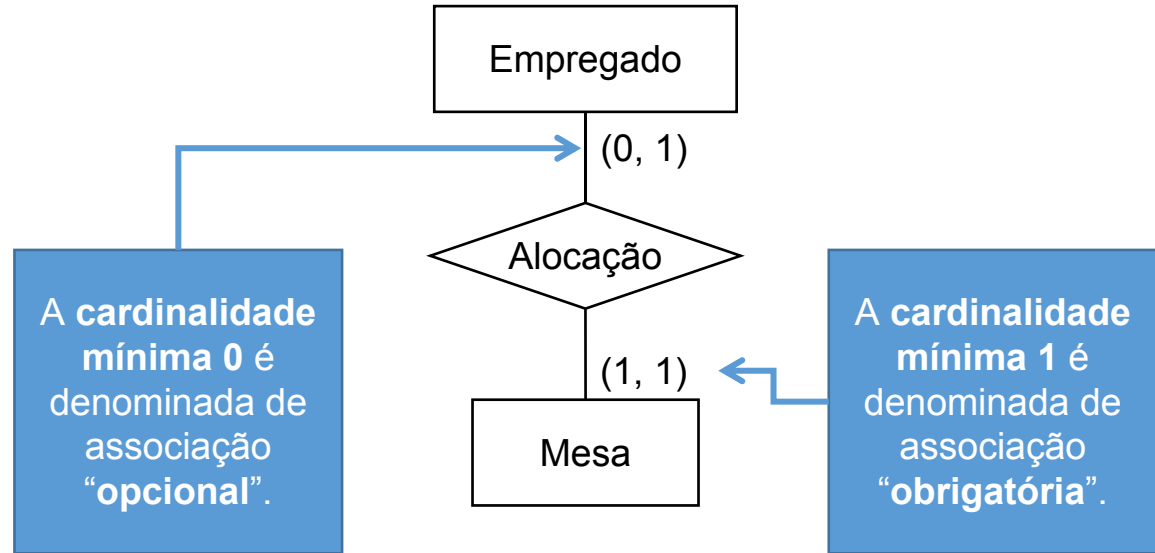 Empregado
(0, 1)
Alocação
(1, 1)
Mesa
A cardinalidade
mínima 0 é
denominada de
associação
“opcional”.
A cardinalidade
mínima 1 é
denominada de
associação
“obrigatória”.